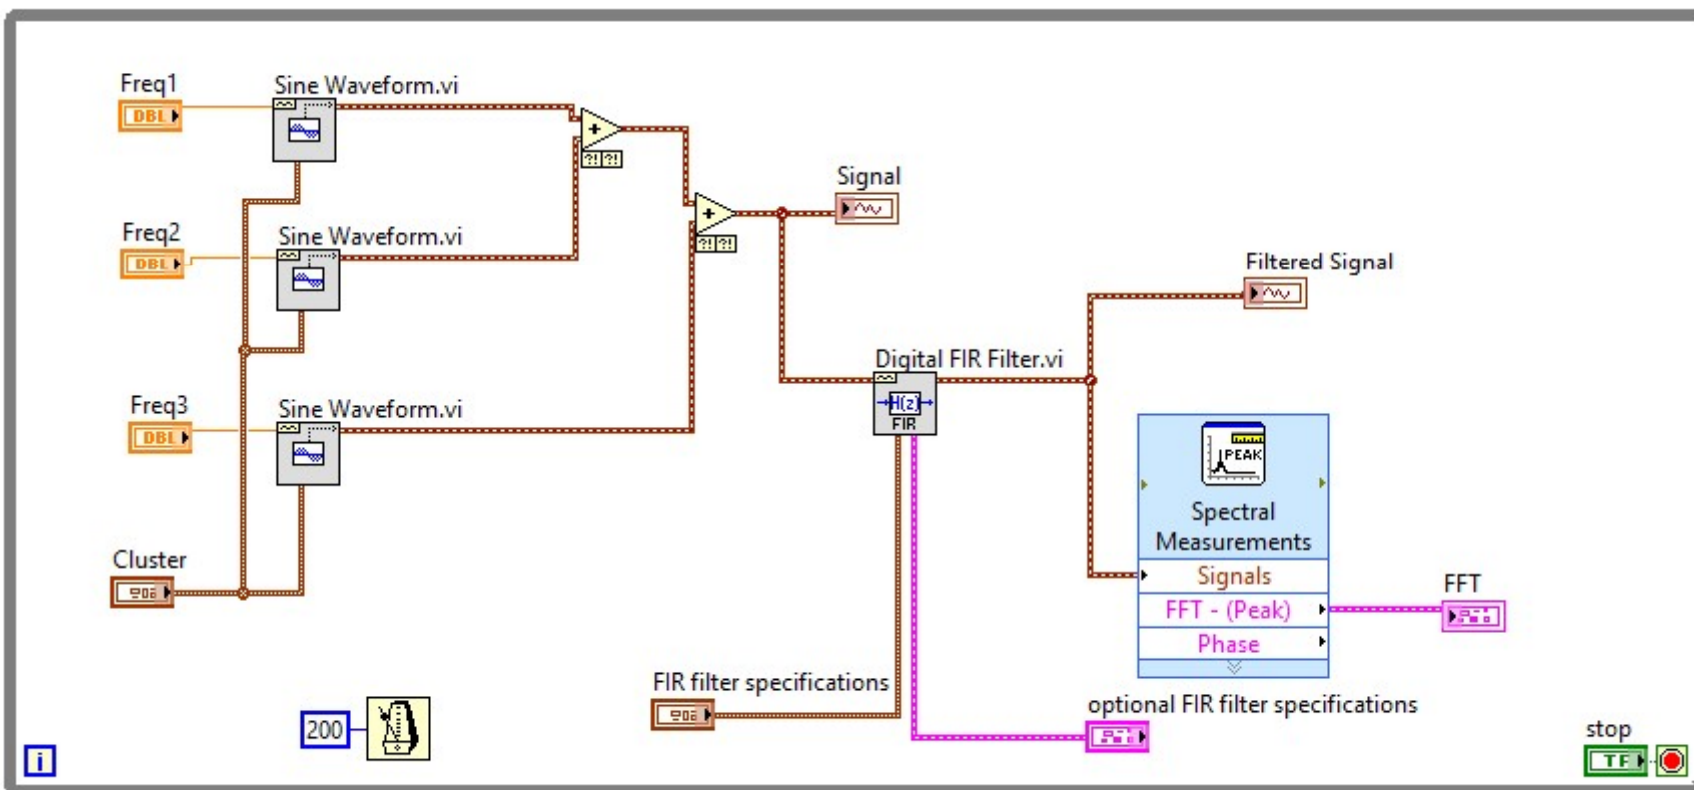 Freq1
DBL
Sine Waveform.vi
+
?! ?!
Freq2
DBL
Sine Waveform.vi
+
?! ?!
Signal
Filtered Signal
Freq3
DBL
Sine Waveform.vi
Digital FIR Filter.vi
H(z)
FIR
PEAK
Spectral
Measurements
Signals
FFT - (Peak)
Phase
FFT
Cluster
FIR filter specifications
optional FIR filter specifications
200
i
stop
TF